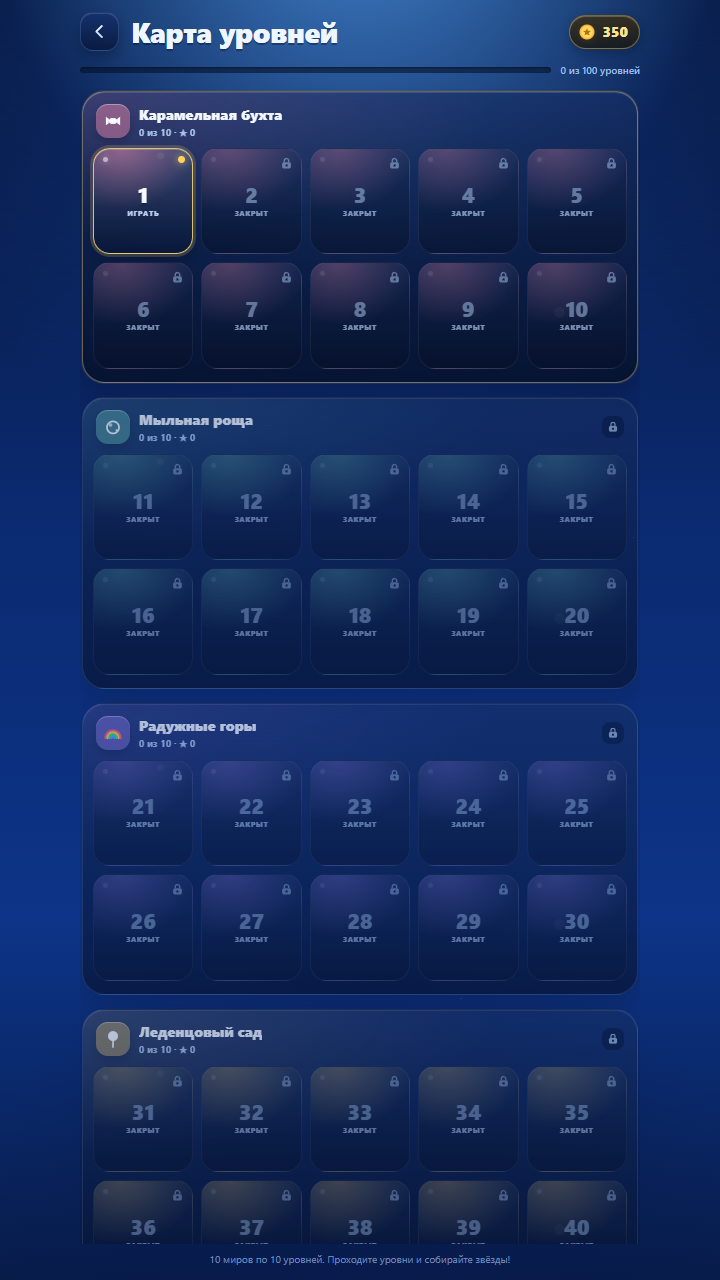 Карта уровней
350
0 из 100 уровней
Карамельная бухта
0 из 10 · ★ 0
1 2 3 4 5
ИГРАТЬ ЗАКРЫТ ЗАКРЫТ ЗАКРЫТ ЗАКРЫТ
6 7 8 9 10
ЗАКРЫТ ЗАКРЫТ ЗАКРЫТ ЗАКРЫТ ЗАКРЫТ
Мыльная роща
0 из 10 · ★ 0
11 12 13 14 15
ЗАКРЫТ ЗАКРЫТ ЗАКРЫТ ЗАКРЫТ ЗАКРЫТ
16 17 18 19 20
ЗАКРЫТ ЗАКРЫТ ЗАКРЫТ ЗАКРЫТ ЗАКРЫТ
Радужные горы
0 из 10 · ★ 0
21 22 23 24 25
ЗАКРЫТ ЗАКРЫТ ЗАКРЫТ ЗАКРЫТ ЗАКРЫТ
26 27 28 29 30
ЗАКРЫТ ЗАКРЫТ ЗАКРЫТ ЗАКРЫТ ЗАКРЫТ
Леденцовый сад
0 из 10 · ★ 0
31 32 33 34 35
ЗАКРЫТ ЗАКРЫТ ЗАКРЫТ ЗАКРЫТ ЗАКРЫТ
36 37 38 39 40
10 миров по 10 уровней. Проходите уровни и собирайте звёзды!